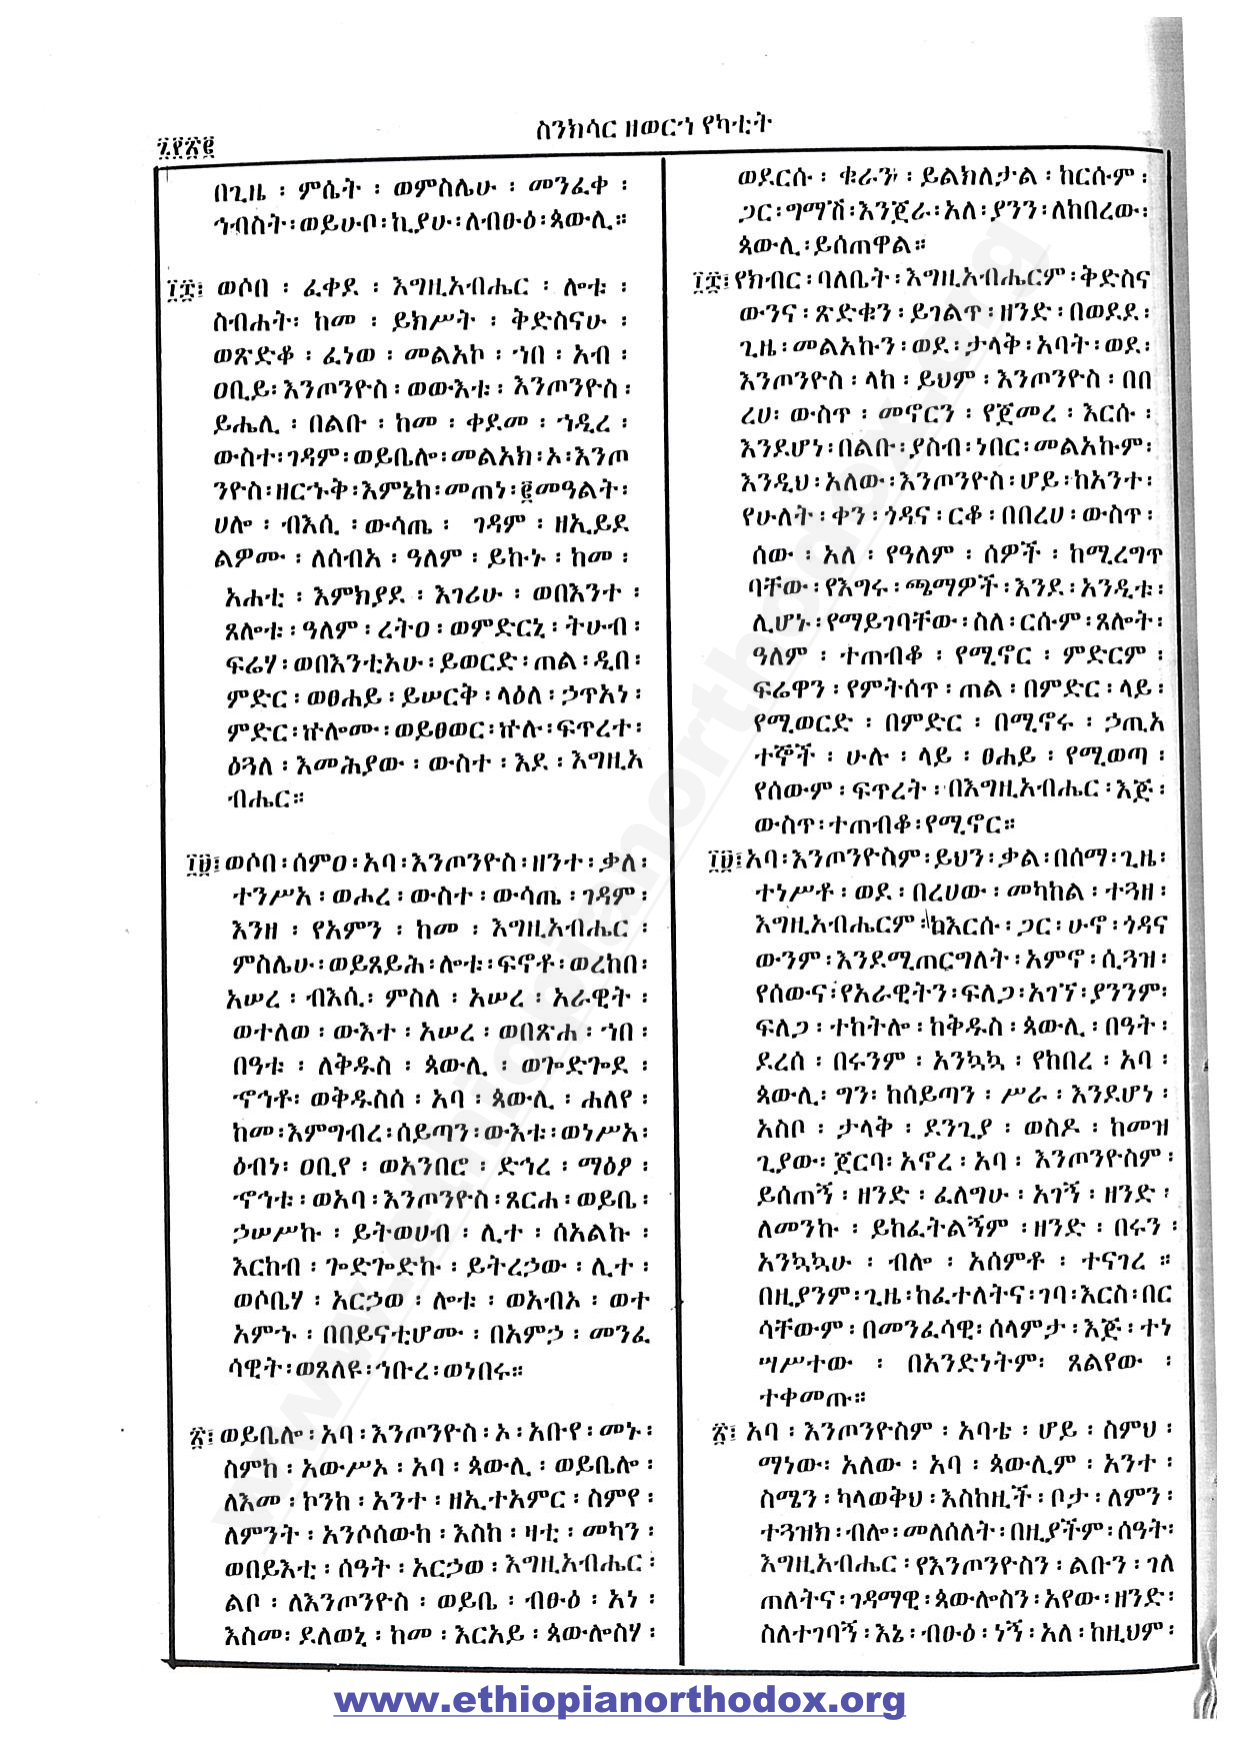 ስንክሳር ዘወርኀ የካቲት
፯፻፳፪
በጊዜ ፡ ምሴት ፡ ወምስሌሁ ፡ መንፈቀ ፡
ኅብስት፡ወይሁቦ፡ኪያሁ፡ለብፁዕ፡ጳውሊ።
፲፰፤ ወሶበ ፡ ፈቀደ ፡ እግዚአብሔር ፡ ሎቱ ፡
ስብሐት፡ ከመ ፡ ይክሥት ፡ ቅድስናሁ ፡
ወጽድቆ ፡ ፈነወ ፡ መልአኮ ፡ ኀበ ፡ አብ ፡
ዐቢይ፡እንጦንዮስ፡ወውእቱ፡እንጦንዮስ፡
ይሔሊ ፡ በልቡ ፡ ከመ ፡ ቀደመ ፡ ኀዲረ ፡
ውስተ፡ገዳም፡ወይቤሎ፡መልአክ፡ኦ፡እንጦ
ንዮስ፡ዘርኁቅ፡እምኔከ፡መጠነ፡፪መዓልት፡
ሀሎ ፡ ብእሲ ፡ ውሳጤ ፡ ገዳም ፡ ዘኢይደ
ልዎሙ ፡ ለሰብአ ፡ ዓለም ፡ ይኩኑ ፡ ከመ ፡
አሐቲ ፡ እምክያደ ፡ እገሪሁ ፡ ወበእንተ ፡
ጸሎቱ ፡ ዓለም ፡ ረትዐ ፡ ወምድርኒ ፡ ትሁብ ፡
ፍሬሃ፡ወበእንቲአሁ፡ይወርድ፡ጠል፡ዲበ፡
ምድር ፡ ወፀሐይ ፡ ይሠርቅ ፡ ላዕለ ፡ ኃጥአነ ፡
ምድር፡ኵሎሙ፡ወይፀወር፡ኵሉ፡ፍጥረተ፡
ዕጓለ ፡ እመሕያው ፡ ውስተ ፡ እደ ፡ እግዚአ
ብሔር።
፲፱፤ወሶበ፡ሰምዐ፡አባ፡እንጦንዮስ፡ዘንተ፡ቃለ፡
ተንሥአ ፡ ወሖረ ፡ ውስተ ፡ ውሳጤ ፡ ገዳም ፡
እንዘ ፡ የአምን ፡ ከመ ፡ እግዚአብሔር ፡
ምስሌሁ፡ወይጸይሕ፡ሎቱ፡ፍኖቶ፡ወረከበ፡
አሠረ ፡ ብእሲ፡ ምስለ ፡ አሠረ ፡ አራዊት ፡
ወተለወ ፡ ውእተ ፡ አሠረ ፡ ወበጽሐ ፡ ኀበ ፡
በዓቱ ፡ ለቅዱስ ፡ ጳውሊ ፡ ወጐድጐደ ፡
ኆኅቶ፡ ወቅዱስሰ ፡ አባ ፡ ጳውሊ ፡ ሐለየ ፡
ከመ፡እምግብረ፡ሰይጣን፡ውእቱ፡ወነሥአ፡
ዕብነ፡ ዐቢየ ፡ ወአንበሮ ፡ ድኅረ ፡ ማዕፆ ፡
ኆኅቱ፡ወአባ፡እንጦንዮስ፡ጸርሐ፡ወይቤ፡
ኃሠሥኩ ፡ ይትወሀብ ፡ ሊተ ፡ ሰአልኩ ፡
እርከብ ፡ ጐድጐድኩ ፡ ይትረኃው ፡ ሊተ ፡
ወሶቤሃ ፡ አርኃወ ፡ ሎቱ ፡ ወአብኦ ፡ ወተ
አምኁ ፡ በበይናቲሆሙ ፡ በአምኃ ፡ መንፈ
ሳዊት፡ወጸለዩ፡ኅቡረ፡ወነበሩ።
፳፤ወይቤሎ፡አባ፡እንጦንዮስ፡ኦ፡አቡየ፡መኑ፡
ስምከ ፡ አውሥኦ ፡ አባ ፡ ጳውሊ ፡ ወይቤሎ ፡
ለእመ ፡ ኮንከ ፡ አንተ ፡ ዘኢተአምር ፡ ስምየ ፡
ለምንት ፡ አንሶሰውከ ፡ እስከ ፡ ዛቲ ፡ መካን ፡
ወበይእቲ ፡ ሰዓት ፡ አርኃወ ፡ እግዚአብሔር ፡
ልቦ ፡ ለእንጦንዮስ ፡ ወይቤ ፡ ብፁዕ ፡ አነ ፡
እስመ፡ ደለወኒ ፡ ከመ ፡ እርአይ ፡ ጳውሎስሃ ፡
ወደርሱ ፡ ቁራን፡ ፡ ይልክለታል ፡ ከርሱም ፡
ጋር፡ግማሽ፡እንጀራ፡አለ፡ያንን፡ለከበረው፡
ጳውሊ፡ይሰጠዋል።
፲፰፤የክብር፡ባለቤት፡እግዚአብሔርም፡ቅድስና
ውንና ፡ ጽድቁን ፡ ይገልጥ ፡ ዘንድ ፡ በወደደ ፡
ጊዜ፡መልአኩን፡ወደ፡ታላቅ፡አባት፡ወደ፡
እንጦንዮስ ፡ ላከ ፡ ይህም ፡ እንጦንዮስ ፡ በበ
ረሀ፡ ውስጥ ፡ መኖርን ፡ የጀመረ ፡ እርሱ ፡
እንደሆነ፡በልቡ፡ያስብ፡ነበር፡መልአኩም፡
እንዲህ፡አለው፡እንጦንዮስ፡ሆይ፡ከአንተ፡
የሁለት ፡ ቀን ፡ ጎዳና ፡ ርቆ ፡ በበረሀ ፡ ውስጥ ፡
ሰው ፡ አለ ፡ የዓለም ፡ ሰዎች ፡ ከሚረግጥ
ባቸው፡የእግሩ፡ጫማዎች፡እንደ፡አንዲቱ፡
ሊሆኑ፡የማይገባቸው፡ስለ፡ርሱም፡ጸሎት፡
ዓለም ፡ ተጠብቆ ፡ የሚኖር ፡ ምድርም ፡
ፍሬዋን ፡ የምትሰጥ ፡ ጠል ፡ በምድር ፡ ላይ ፡
የሚወርድ ፡ በምድር ፡ በሚኖሩ ፡ ኃጢአ
ተኞች ፡ ሁሉ ፡ ላይ ፡ ፀሐይ ፡ የሚወጣ ፡
የሰውም ፡ ፍጥረት ፡ በእግዚአብሔር ፡ እጅ ፡
ውስጥ፡ተጠብቆ፡የሚኖር።
፲፱፤አባ፡እንጦንዮስም፡ይህን፡ቃል፡በሰማ፡ጊዜ፡
ተነሥቶ ፡ ወደ ፡ በረሀው ፡ መካከል ፡ ተጓዘ ፡
እግዚአብሔርም፡ከእርሱ፡ጋር፡ሁኖ፡ጎዳና
ውንም፡እንደሚጠርግለት፡አምኖ፡ሲጓዝ፡
የሰውና፡የአራዊትን፡ፍለጋ፡አገኘ፡ያንንም፡
ፍለጋ ፡ ተከትሎ ፡ ከቅዱስ ፡ ጳውሊ ፡ በዓት ፡
ደረሰ ፡ በሩንም ፡ አንኳኳ ፡ የከበረ ፡ አባ ፡
ጳውሊ፡ ግን፡ ከሰይጣን ፡ ሥራ ፡ እንደሆነ ፡
አስቦ ፡ ታላቅ ፡ ደንጊያ ፡ ወስዶ ፡ ከመዝ
ጊያው፡ ጀርባ፡ አኖረ ፡ አባ ፡ እንጦንዮስም ፡
ይሰጠኝ ፡ ዘንድ ፡ ፈለግሁ ፡ አገኝ ፡ ዘንድ ፡
ለመንኩ ፡ ይከፈትልኝም ፡ ዘንድ ፡ በሩን ፡
አንኳኳሁ ፡ ብሎ ፡ አሰምቶ ፡ ተናገረ ።
በዚያንም፡ጊዜ፡ከፈተለትና፡ገባ፡እርስ፡በር
ሳቸውም፡በመንፈሳዊ፡ሰላምታ፡እጅ፡ተነ
ሣሥተው ፡ በአንድነትም፡ ጸልየው ፡
ተቀመጡ።
፳፤ አባ ፡ እንጦንዮስም ፡ አባቴ ፡ ሆይ ፡ ስምህ ፡
ማነው፡ አለው ፡ አባ ፡ ጳውሊም ፡ አንተ ፡
ስሜን፡ካላወቅህ፡እስከዚች፡ቦታ፡ለምን፡
ተጓዝክ፡ብሎ፡መለሰለት፡በዚያችም፡ሰዓት፡
እግዚአብሔር ፡ የእንጦንዮስን ፡ ልቡን ፡ ገለ
ጠለትና፡ገዳማዊ፡ጳውሎስን፡አየው፡ዘንድ፡
ስለተገባኝ፡እኔ፡ብፁዕ፡ነኝ፡አለ፡ከዚህም፡
www.ethiopianorthodox.org
www.ethiopianorthodox.org